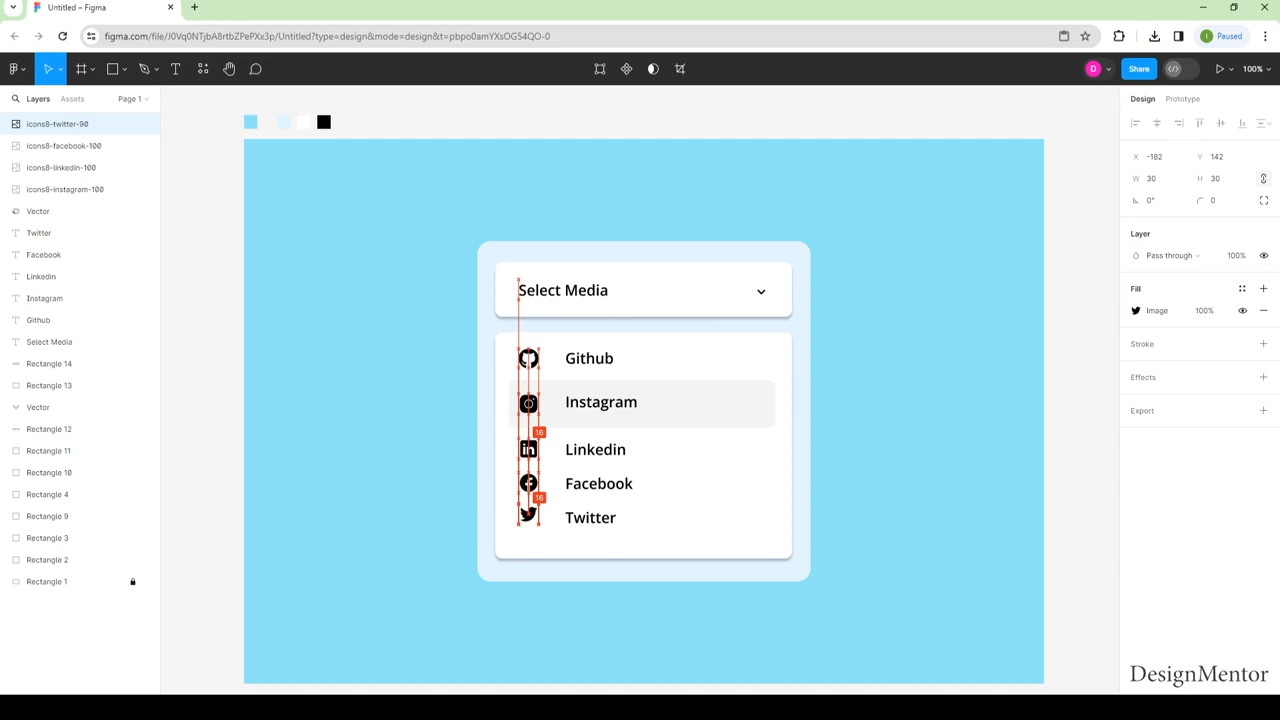 Untitled – Figma
figma.com/file/J0Vq0NTjbA8rtbZPePXx3p/Untitled?type=design&mode=design&t=pbpo0amYXsOG54QO-0
I
Paused
D
Share
100%
Layers
Assets
Page 1
icons8-twitter-90
icons8-facebook-100
icons8-linkedin-100
icons8-instagram-100
Vector
Twitter
Facebook
Linkedin
Instagram
Github
Select Media
Rectangle 14
Rectangle 13
Vector
Rectangle 12
Rectangle 11
Rectangle 10
Rectangle 4
Rectangle 9
Rectangle 3
Rectangle 2
Rectangle 1
Select Media
Github
Instagram
16
Linkedin
Facebook
16
Twitter
Design
Prototype
X -182 Y 142
W 30 H 30
0° 0
Layer
Pass through 100%
Fill
Image 100%
Stroke
Effects
Export
DesignMentor